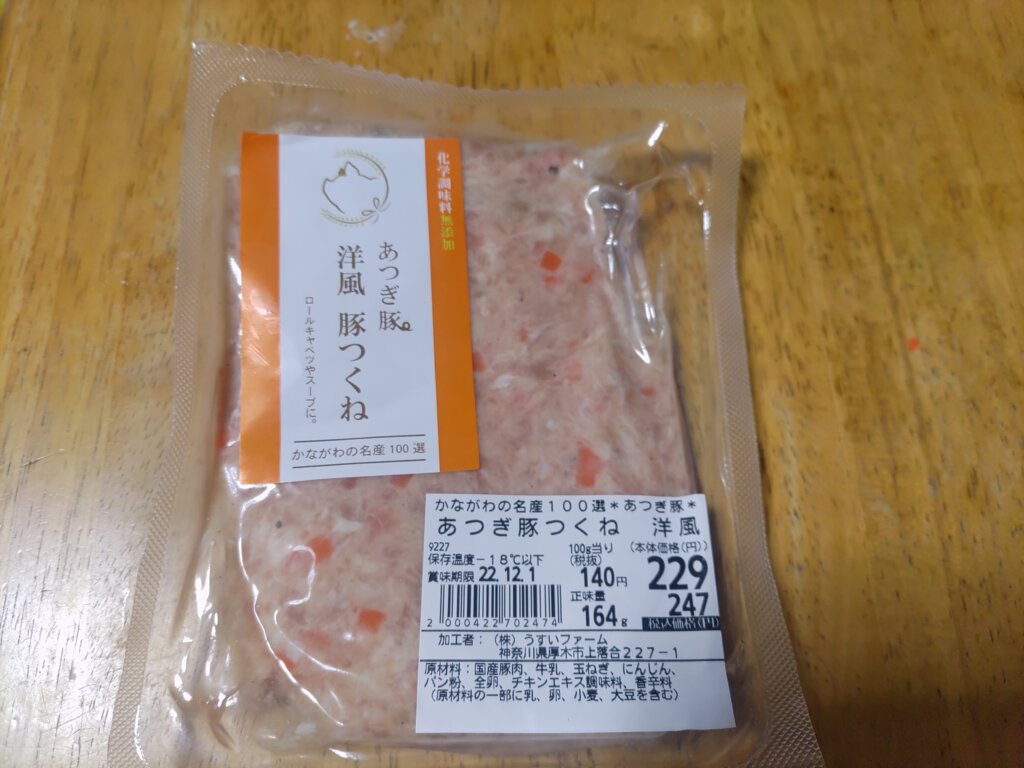 化学調味料無添加
あつぎ豚
洋風 豚つくね
ロールキャベツやスープに。
かながわの名産100選
かながわの名産100選＊あつぎ豚＊
あつぎ豚つくね 洋風
9227
保存温度－18℃以下
賞味期限 22.12.1
100g当り
(税抜)
140円
正味量
164g
(本体価格(円))
229
247
税込価格(円)
2 000422 702474
加工者：(株)うすいファーム
神奈川県厚木市上落合227－1
原材料：国産豚肉、牛乳、玉ねぎ、にんじん、
パン粉、全卵、チキンエキス調味料、香辛料
(原材料の一部に乳、卵、小麦、大豆を含む)